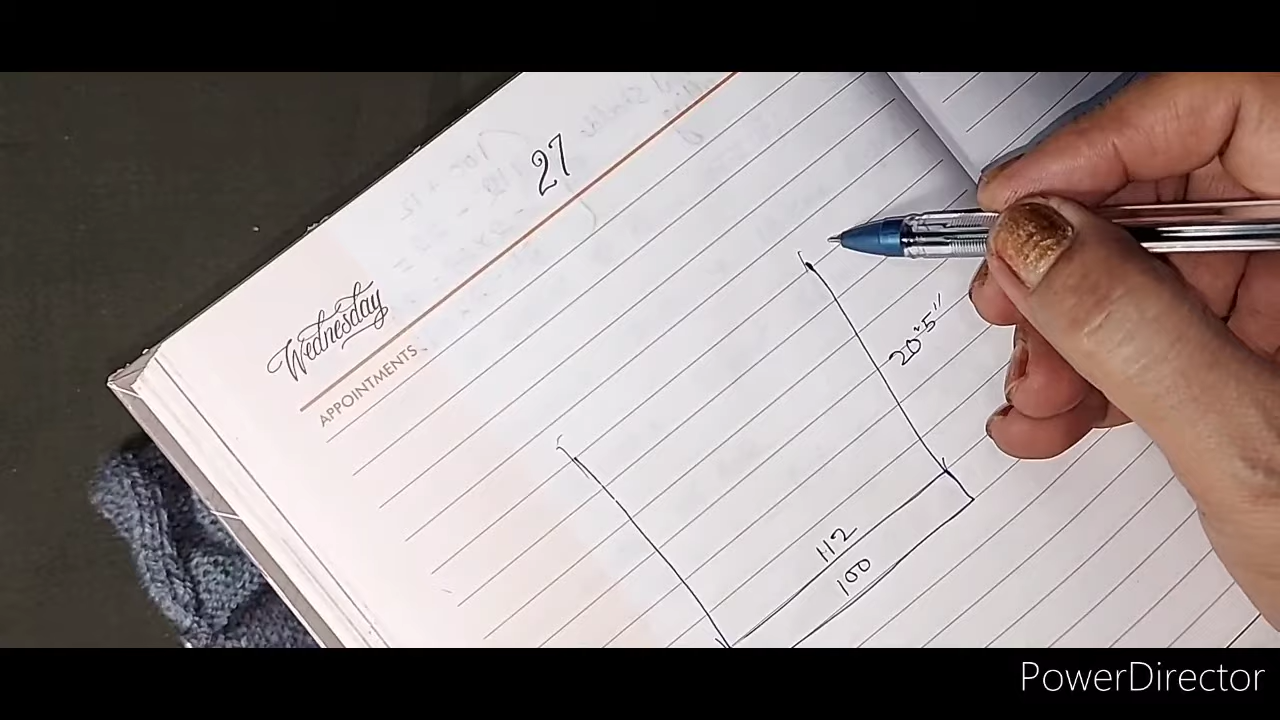 27
Wednesday
APPOINTMENTS
20.5"
112
100
PowerDirector